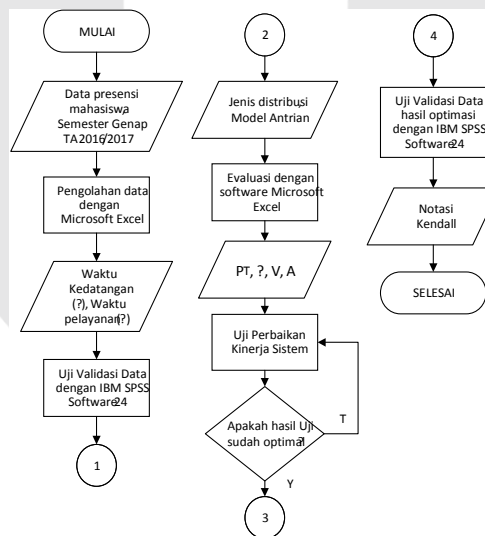 MULAI
Data presensi
mahasiswa,
Semester Genap
TA2016/2017
Pengolahan data
dengan
Microsoft Excel
Waktu
Kedatangan
(?), Waktu
pelayanan(?)
Uji Validasi Data
dengan IBM SPSS
Software24
1
2
Jenis distribusi,
Model Antrian
Evaluasi dengan
software Microsoft
Excel
PT, ?, V, A
Uji Perbaikan
Kinerja Sistem
Apakah hasil Uji
sudah optimal?
T
Y
3
4
Uji Validasi Data
hasil optimasi
dengan IBM SPSS
Software24
Notasi
Kendall
SELESAI